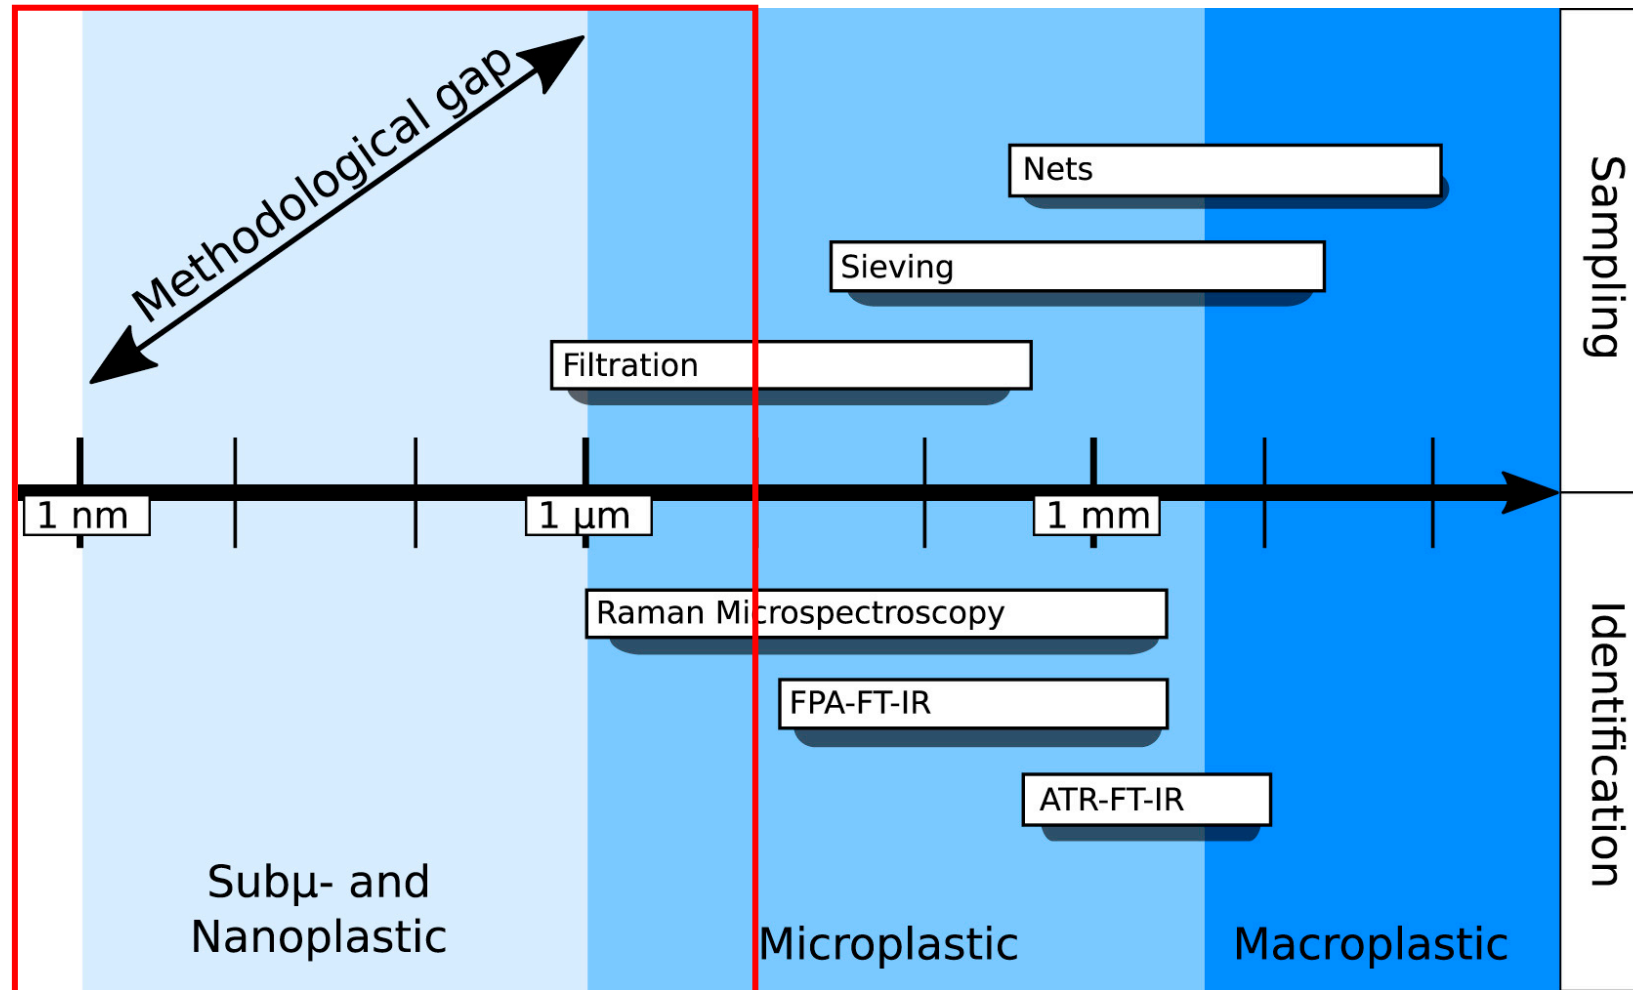 Methodological gap
Nets
Sieving
Filtration
Sampling
1 nm
1 µm
1 mm
Raman Microspectroscopy
FPA-FT-IR
ATR-FT-IR
Identification
Subµ- and
Nanoplastic
Microplastic
Macroplastic